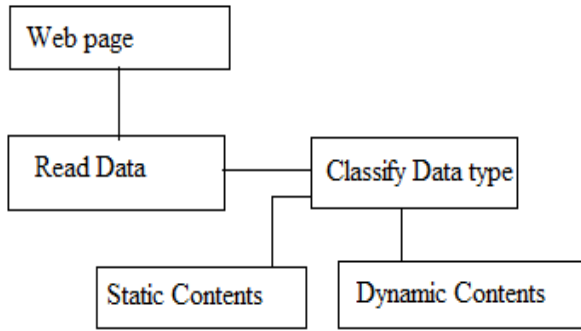 Web page
Read Data
Classify Data type
Static Contents
Dynamic Contents